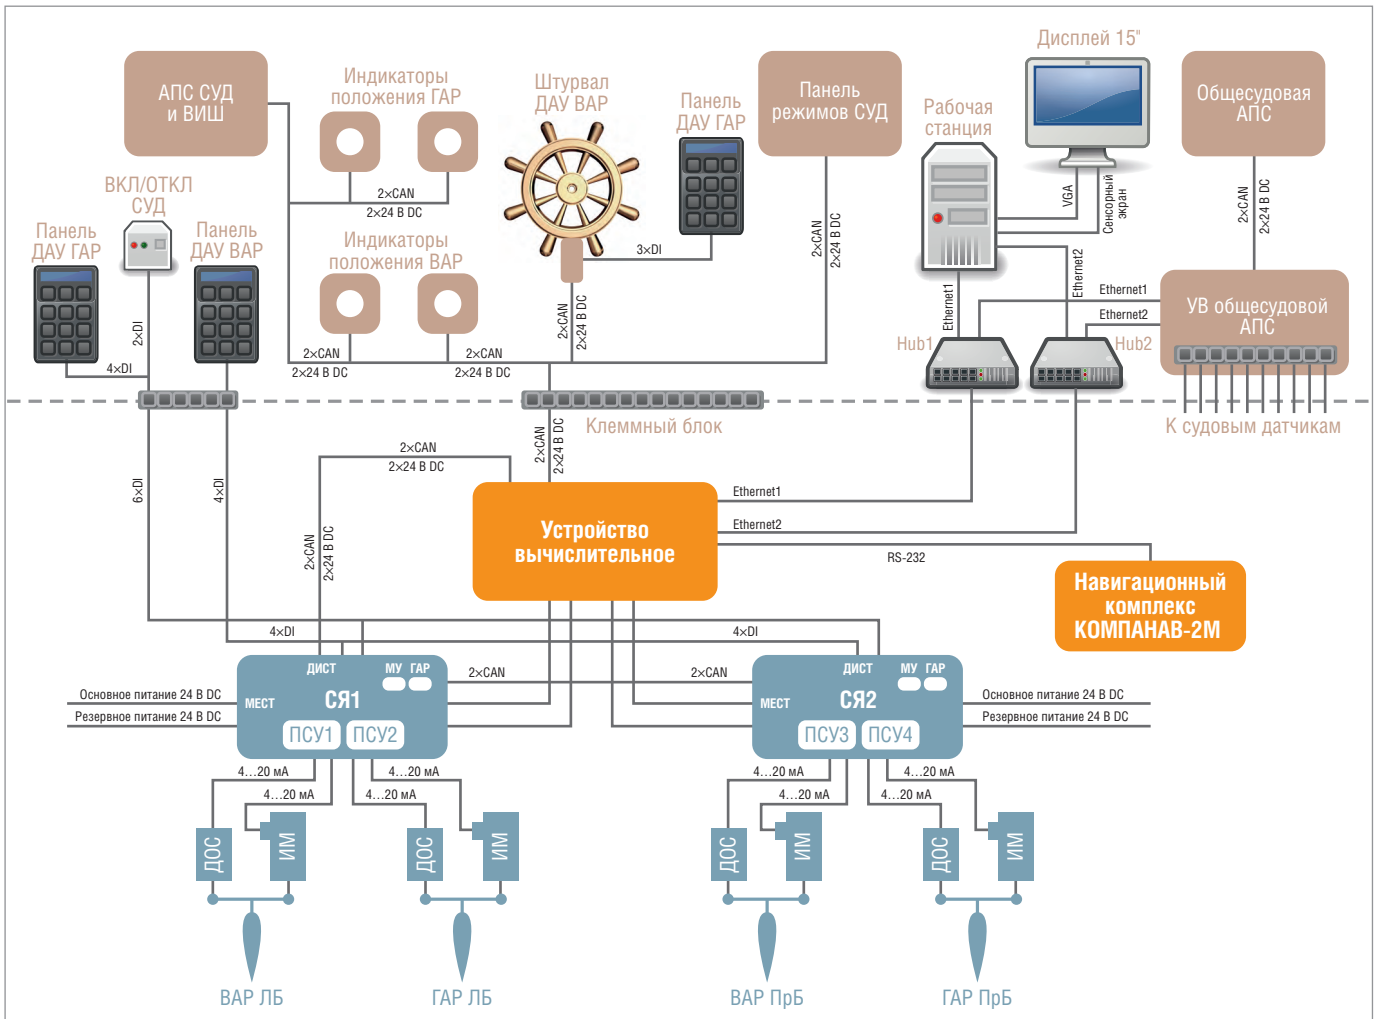 Дисплей 15"
АПС СУД
и ВИШ
Индикаторы
положения ГАР
Штурвал
ДАУ ВАР
Панель
ДАУ ГАР
Панель
режимов СУД
Рабочая
станция
Общесудовая
АПС
ВКЛ/ОТКЛ
СУД
Панель
ДАУ ГАР
Панель
ДАУ ВАР
2×CAN
2×24 В DC
Индикаторы
положения ВАР
3×DI
2×CAN
2×24 В DC
VGA
Сенсорный
экран
2×CAN
2×24 В DC
2×DI
4×DI
2×CAN
2×24 В DC
2×CAN
2×24 В DC
2×CAN
2×24 В DC
Ethernet1
Ethernet2
Ethernet1
Ethernet2
УВ общесудовой
АПС
Hub1
Hub2
Клеммный блок
К судовым датчикам
6×DI
4×DI
2×CAN
2×24 В DC
2×CAN
2×24 В DC
2×CAN
2×24 В DC
Ethernet1
Ethernet2
RS-232
Устройство
вычислительное
Навигационный
комплекс
КОМПАНАВ-2М
4×DI
4×DI
ДИСТ
МУ
ГАР
МЕСТ
СЯ1
ПСУ1
ПСУ2
2×CAN
2×CAN
ДИСТ
МУ
ГАР
МЕСТ
СЯ2
ПСУ3
ПСУ4
Основное питание 24 В DC
Резервное питание 24 В DC
Основное питание 24 В DC
Резервное питание 24 В DC
4...20 мА
4...20 мА
4...20 мА
4...20 мА
4...20 мА
4...20 мА
4...20 мА
4...20 мА
ДОС
ИМ
ДОС
ИМ
ДОС
ИМ
ДОС
ИМ
ВАР ЛБ
ГАР ЛБ
ВАР ПрБ
ГАР ПрБ